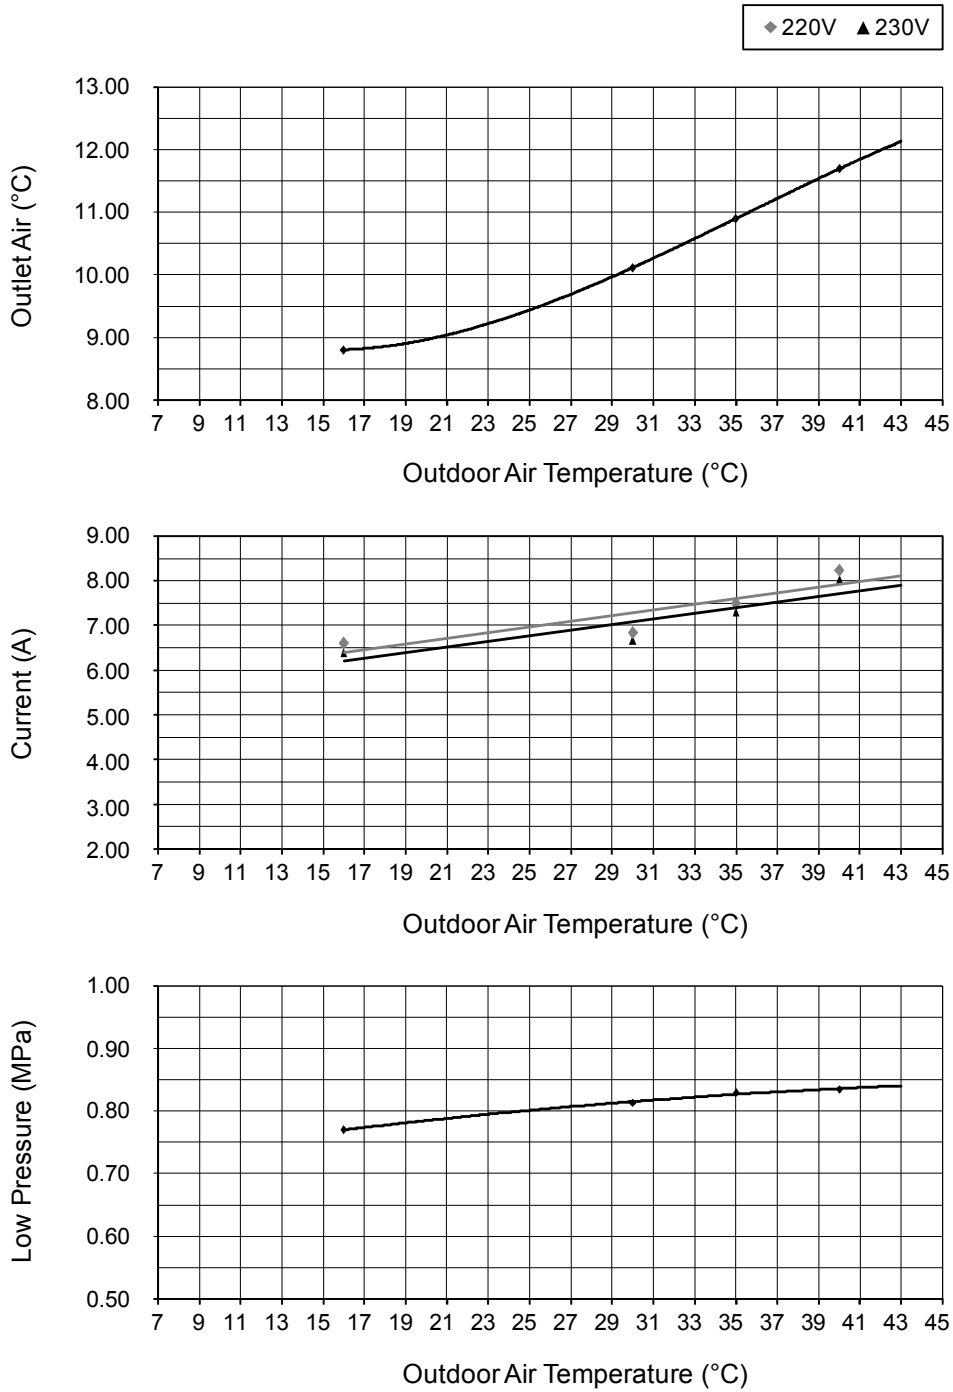 220V 230V
13.00
12.00
11.00
10.00
9.00
8.00
Outlet Air (°C)
7 9 11 13 15 17 19 21 23 25 27 29 31 33 35 37 39 41 43 45
Outdoor Air Temperature (°C)
9.00
8.00
7.00
6.00
5.00
4.00
3.00
2.00
Current (A)
7 9 11 13 15 17 19 21 23 25 27 29 31 33 35 37 39 41 43 45
Outdoor Air Temperature (°C)
1.00
0.90
0.80
0.70
0.60
0.50
Low Pressure (MPa)
7 9 11 13 15 17 19 21 23 25 27 29 31 33 35 37 39 41 43 45
Outdoor Air Temperature (°C)